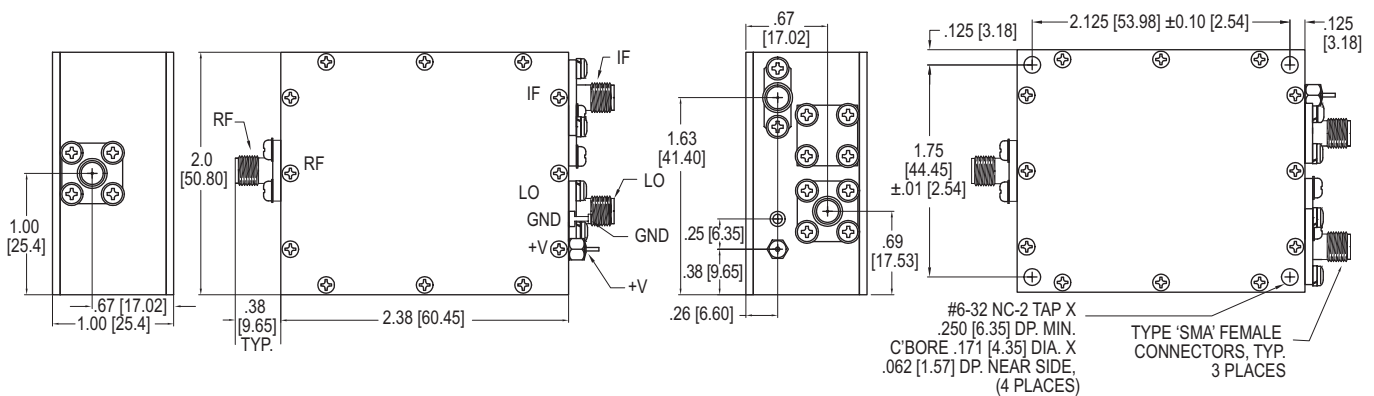 1.00
[25.4]
.67 [17.02]
1.00 [25.4]
RF
RF
2.0
[50.80]
.38
[9.65]
TYP.
2.38 [60.45]
IF
IF
LO
LO
GND
GND
+V
+V
.67
[17.02]
1.63
[41.40]
.25 [6.35]
.38 [9.65]
.26 [6.60]
.69
[17.53]
.125 [3.18]
2.125 [53.98] ±0.10 [2.54]
.125
[3.18]
1.75
[44.45]
±.01 [2.54]
#6-32 NC-2 TAP X
.250 [6.35] DP. MIN.
C'BORE .171 [4.35] DIA. X
.062 [1.57] DP. NEAR SIDE,
(4 PLACES)
TYPE 'SMA' FEMALE
CONNECTORS, TYP.
3 PLACES